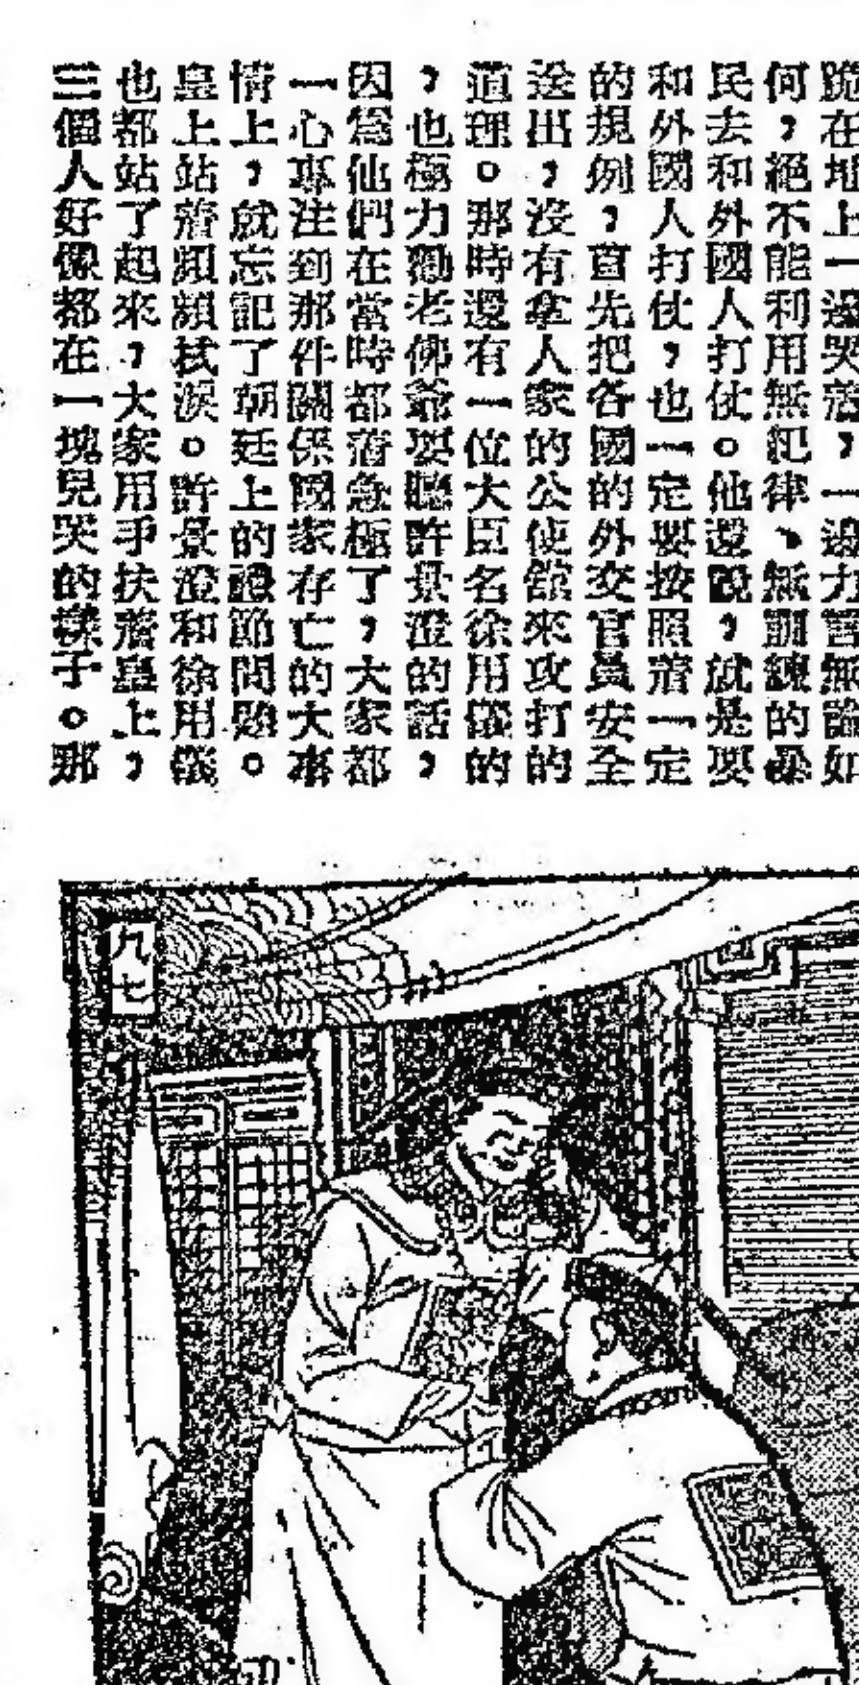 跪在地上一邊哭着,一邊力言無論如
何,絕不能利用無紀律、無訓練的暴
民去和外國人打仗。他還說,就是要
和外國人打仗,也一定要按照着一定
的規例,首先把各國的外交官員安全
送出,沒有拿人家的公使館來攻打的
道理。那時還有一位大臣名徐用儀的
,也極力勸老佛爺要聽許景澄的話,
因爲他們在當時都着急極了,大家都
一心專注到那件關係國家存亡的大事
情上,就忘記了朝廷上的禮節問題。
皇上站着頻頻拭淚。許景澄和徐用儀
也都站了起來,大家用手扶着皇上,
三個人好像都在一塊兒哭的樣子。那
九七